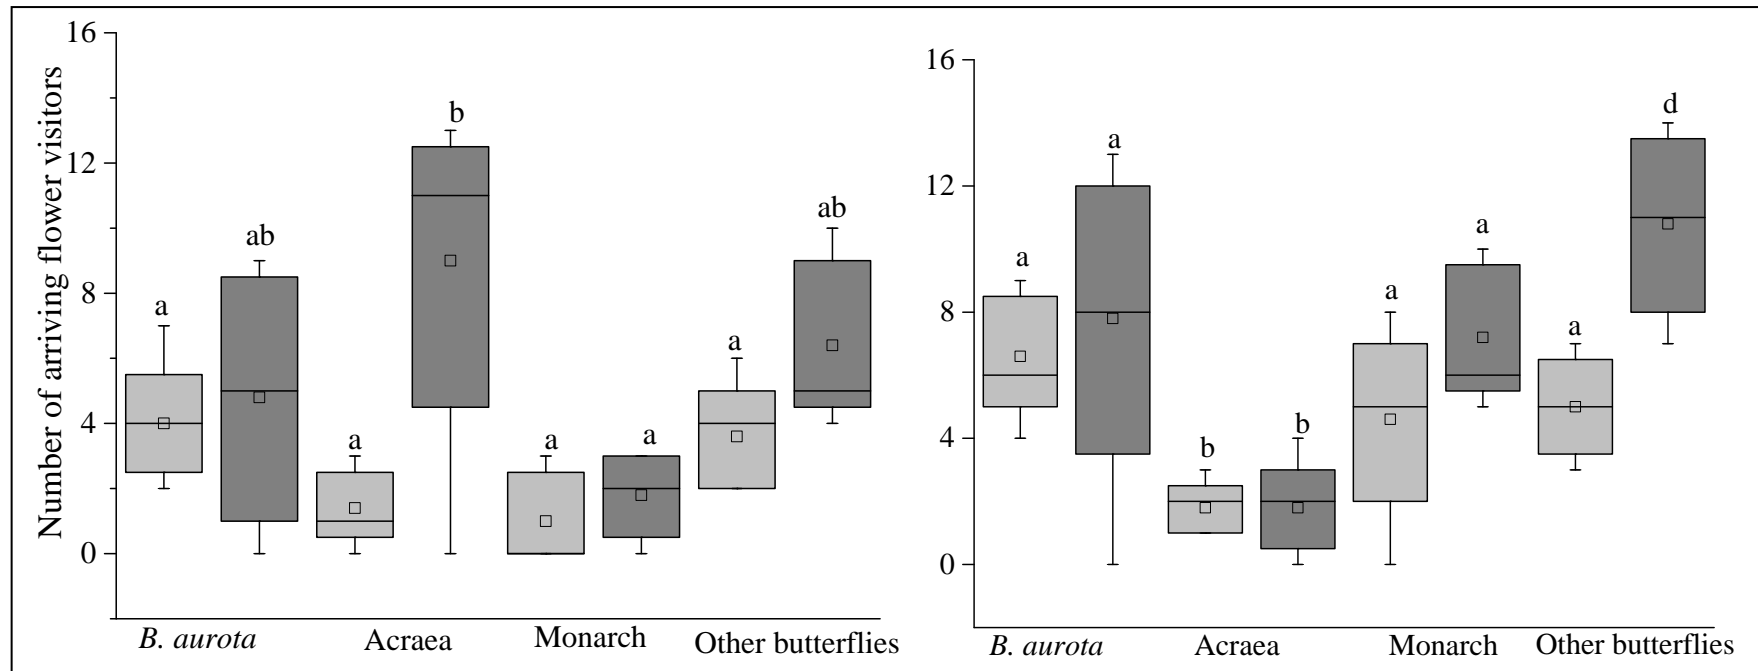 Number of arriving flower visitors
16
12
8
4
0
a
ab
a
b
a
a
a
ab
B. aurota
Acraea
Monarch
Other butterflies
16
12
8
4
0
a
a
b
b
a
a
a
d
B. aurota
Acraea
Monarch
Other butterflies